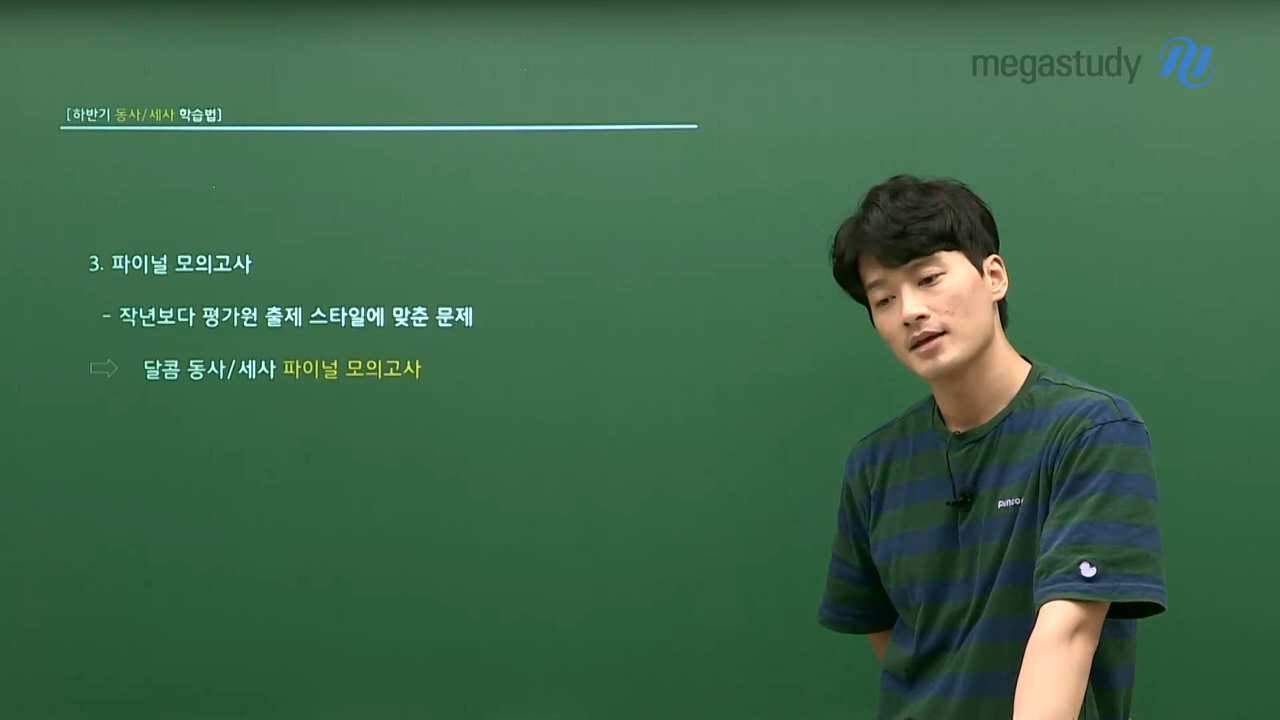 megastudy
[하반기 동사/세사 학습법]
3. 파이널 모의고사
- 작년보다 평가원 출제 스타일에 맞춘 문제
⇨ 달콤 동사/세사 파이널 모의고사